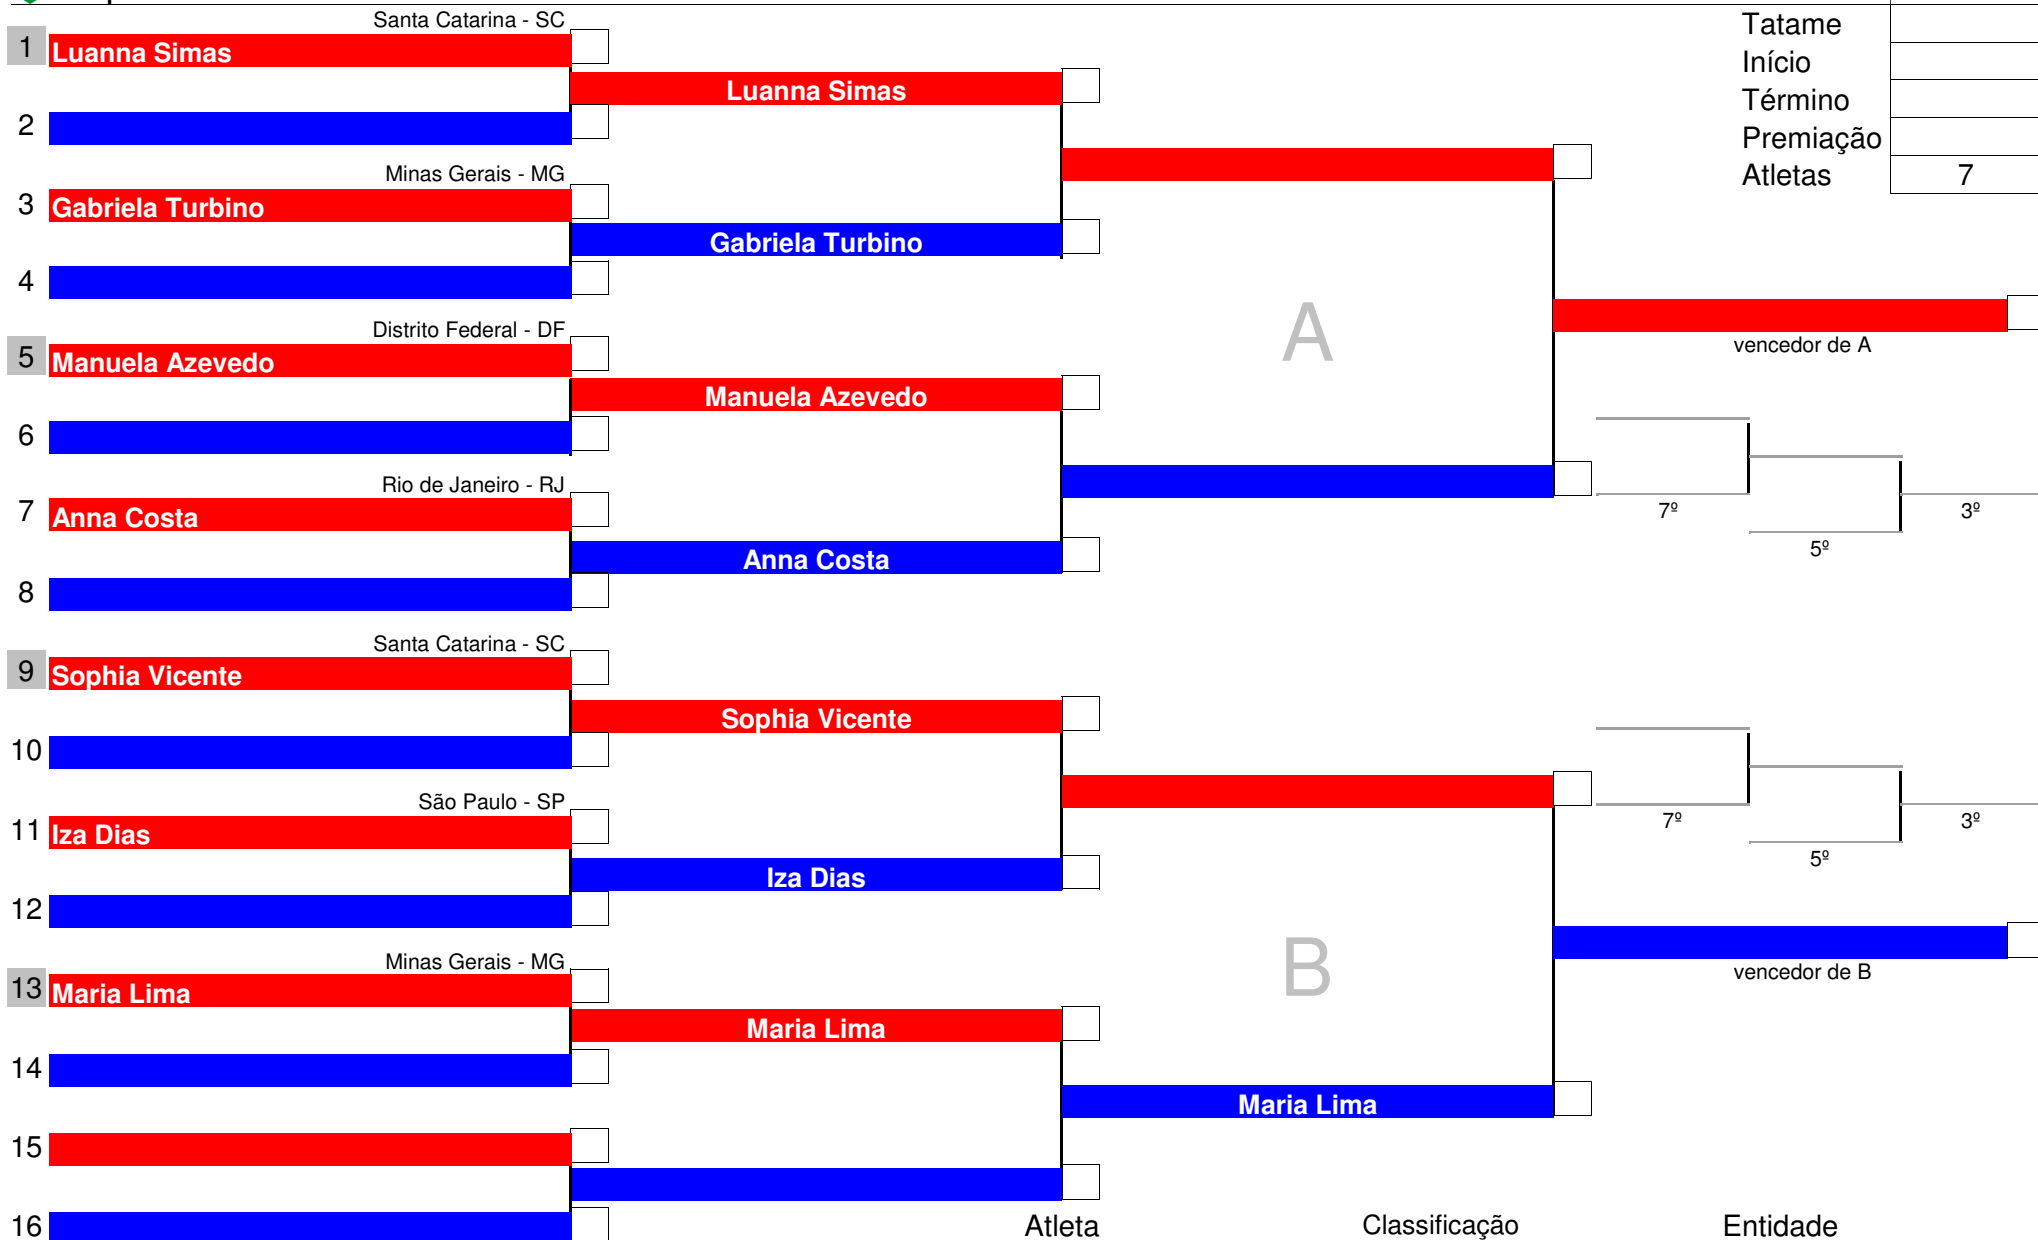 Santa Catarina - SC
1 Luanna Simas
Luanna Simas
2
Minas Gerais - MG
3 Gabriela Turbino
Gabriela Turbino
4
Distrito Federal - DF
5 Manuela Azevedo
Manuela Azevedo
6
Rio de Janeiro - RJ
7 Anna Costa
Anna Costa
8
Santa Catarina - SC
9 Sophia Vicente
Sophia Vicente
10
São Paulo - SP
11 Iza Dias
Iza Dias
12
Minas Gerais - MG
13 Maria Lima
Maria Lima
14
Maria Lima
15
16
A
B
Tatame
Início
Término
Premiação
Atletas 7
vencedor de A
7º
5º
3º
7º
5º
3º
vencedor de B
Atleta Classificação Entidade